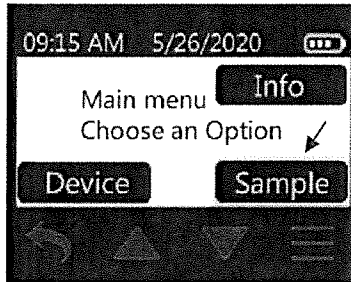 09:15 AM 5/26/2020
Info
Main menu
Choose an Option
Device
Sample